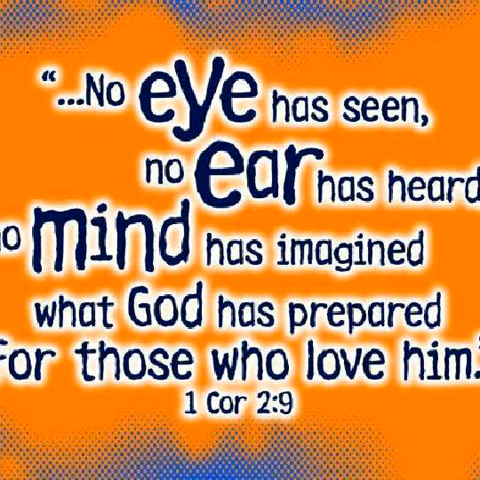 "...No eye has seen,
no ear has heard
no mind has imagined
what God has prepared
for those who love him.
1 Cor 2:9